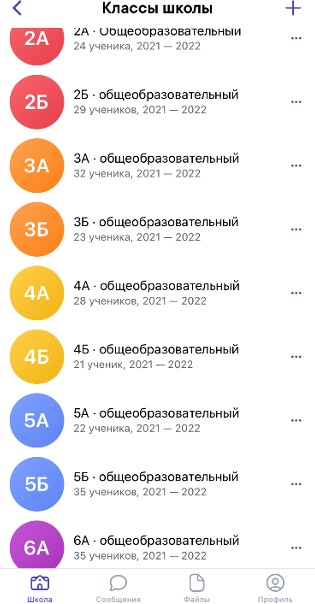 Классы школы
2А
2А · общеобразовательный
24 ученика, 2021 — 2022
2Б
2Б · общеобразовательный
29 учеников, 2021 — 2022
3А
3А · общеобразовательный
32 ученика, 2021 — 2022
3Б
3Б · общеобразовательный
23 ученика, 2021 — 2022
4А
4А · общеобразовательный
28 учеников, 2021 — 2022
4Б
4Б · общеобразовательный
21 ученик, 2021 — 2022
5А
5А · общеобразовательный
22 ученика, 2021 — 2022
5Б
5Б · общеобразовательный
35 учеников, 2021 — 2022
6А
6А · общеобразовательный
35 учеников, 2021 — 2022
Школа Сообщения Файлы Профиль